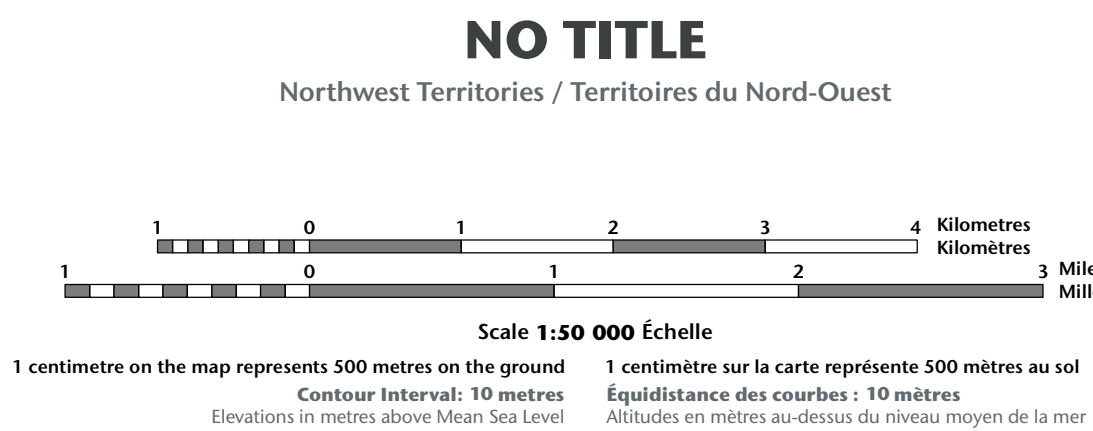 NO TITLE
Northwest Territories / Territoires du Nord-Ouest
1 0 1 2 3 4 Kilometres
Kilomètres
1 0 1 2 3
Scale 1:50 000 Échelle
1 centimetre on the map represents 500 metres on the ground
1 centimètre sur la carte représente 500 mètres au sol
Contour Interval: 10 metres
Équidistance des courbes : 10 mètres
Elevations in metres above Mean Sea Level
Altitudes en mètres au-dessus du niveau moyen de la mer